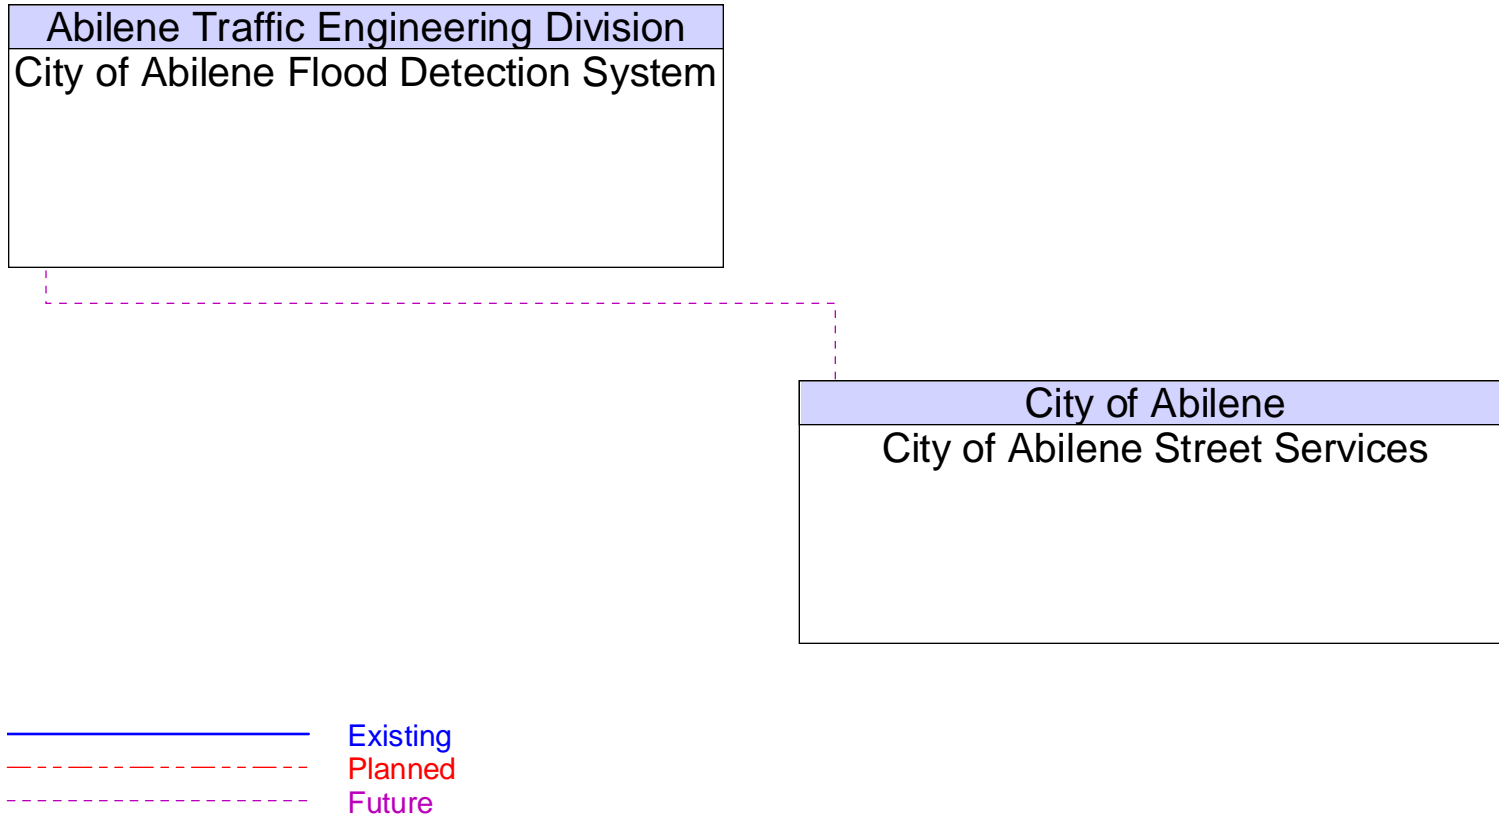 Abilene Traffic Engineering Division
City of Abilene Flood Detection System
City of Abilene
City of Abilene Street Services
Existing
Planned
Future